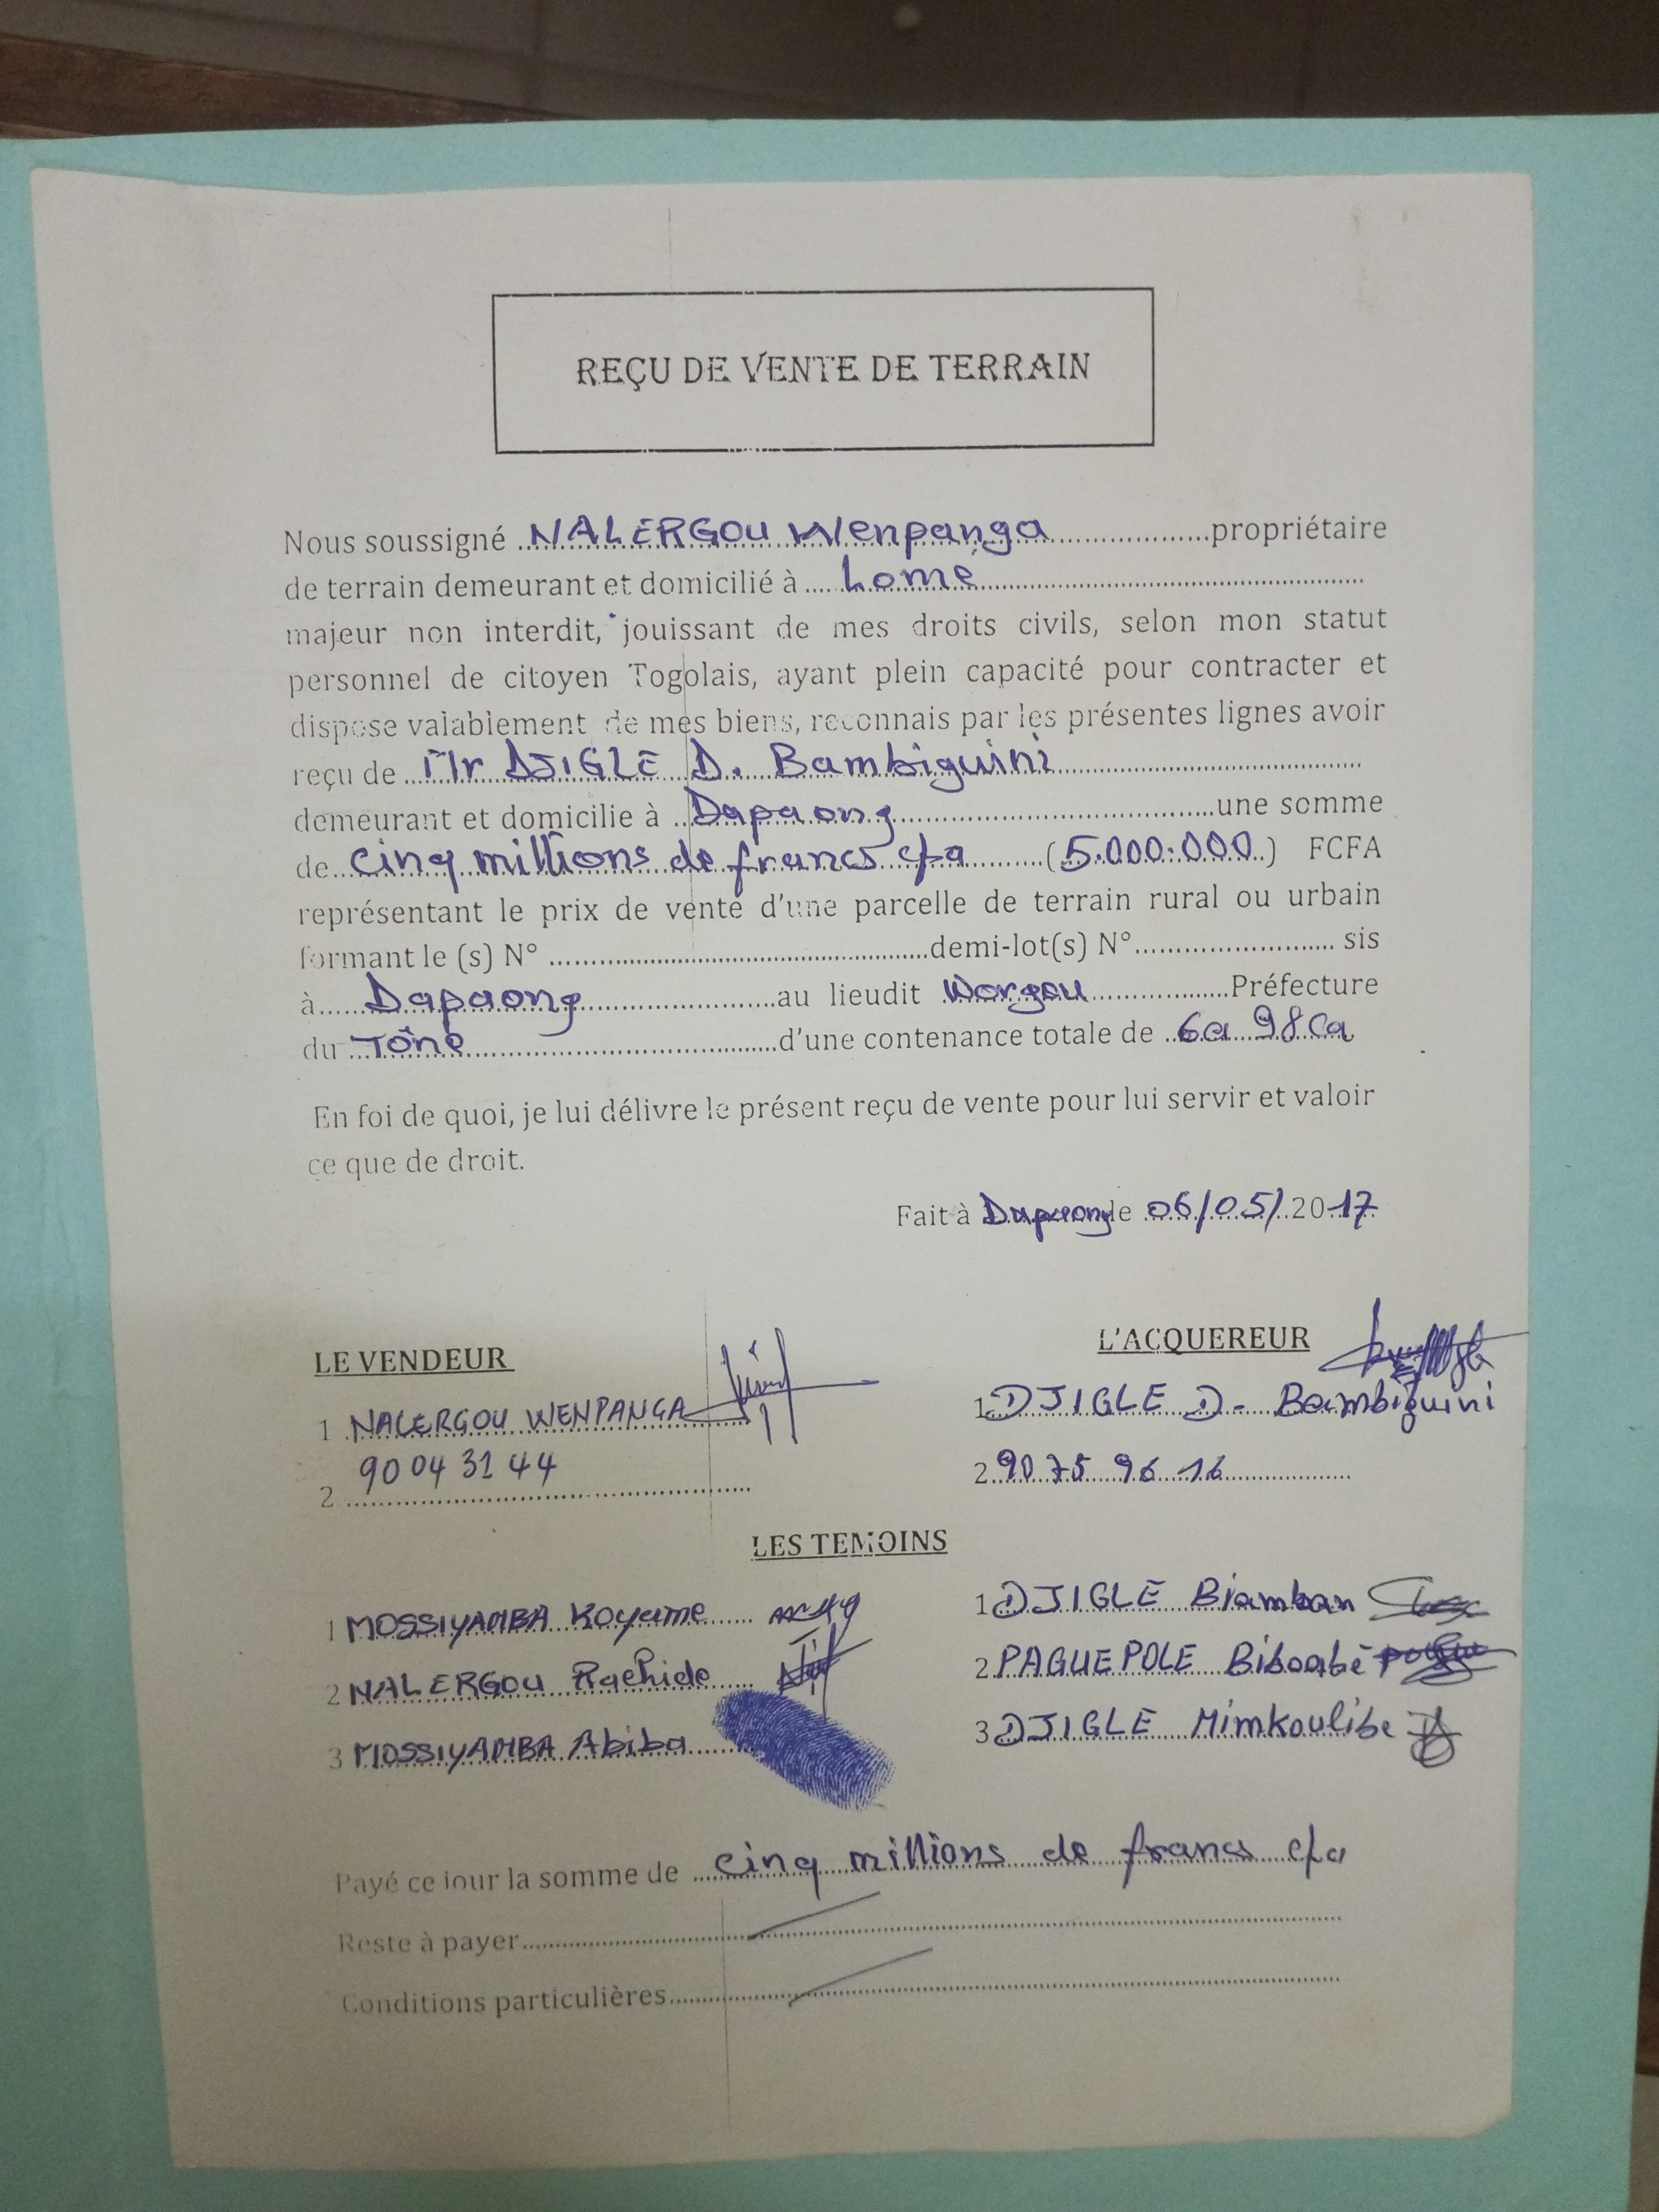 REÇU DE VENTE DE TERRAIN
Nous soussigné NALERGOU Wenpanga propriétaire
de terrain demeurant et domicilié à Lomé
majeur non interdit, jouissant de mes droits civils, selon mon statut
personnel de citoyen Togolais, ayant plein capacité pour contracter et
dispose valablement de mes biens, reconnais par les présentes lignes avoir
reçu de Mr DJIGLE D. Bambiguini
demeurant et domicilie à Dapaong une somme
de cinq millions de francs cfa (5.000.000) FCFA
représentant le prix de vente d'une parcelle de terrain rural ou urbain
formant le (s) N° demi-lot(s) N° sis
à Dapaong au lieudit Worgou Préfecture
du Tône d'une contenance totale de 6a 98ca
En foi de quoi, je lui délivre le présent reçu de vente pour lui servir et valoir
ce que de droit.
Fait à Dapaong le 06/05/2017
LE VENDEUR L'ACQUEREUR
1 NALERGOU WENPANGA 1 DJIGLE D- Bambiguini
2 90 04 31 44 2 90 75 96 16
LES TEMOINS
1 MOSSIYAMBA Koyame 1 DJIGLE Biamban
2 NALERGOU Rachide 2 PAGUEPOLE Biboabé
3 MOSSIYAMBA Abiba 3 DJIGLE Mimkoulibe
Payé ce jour la somme de cinq millions de francs cfa
Reste à payer
Conditions particulières